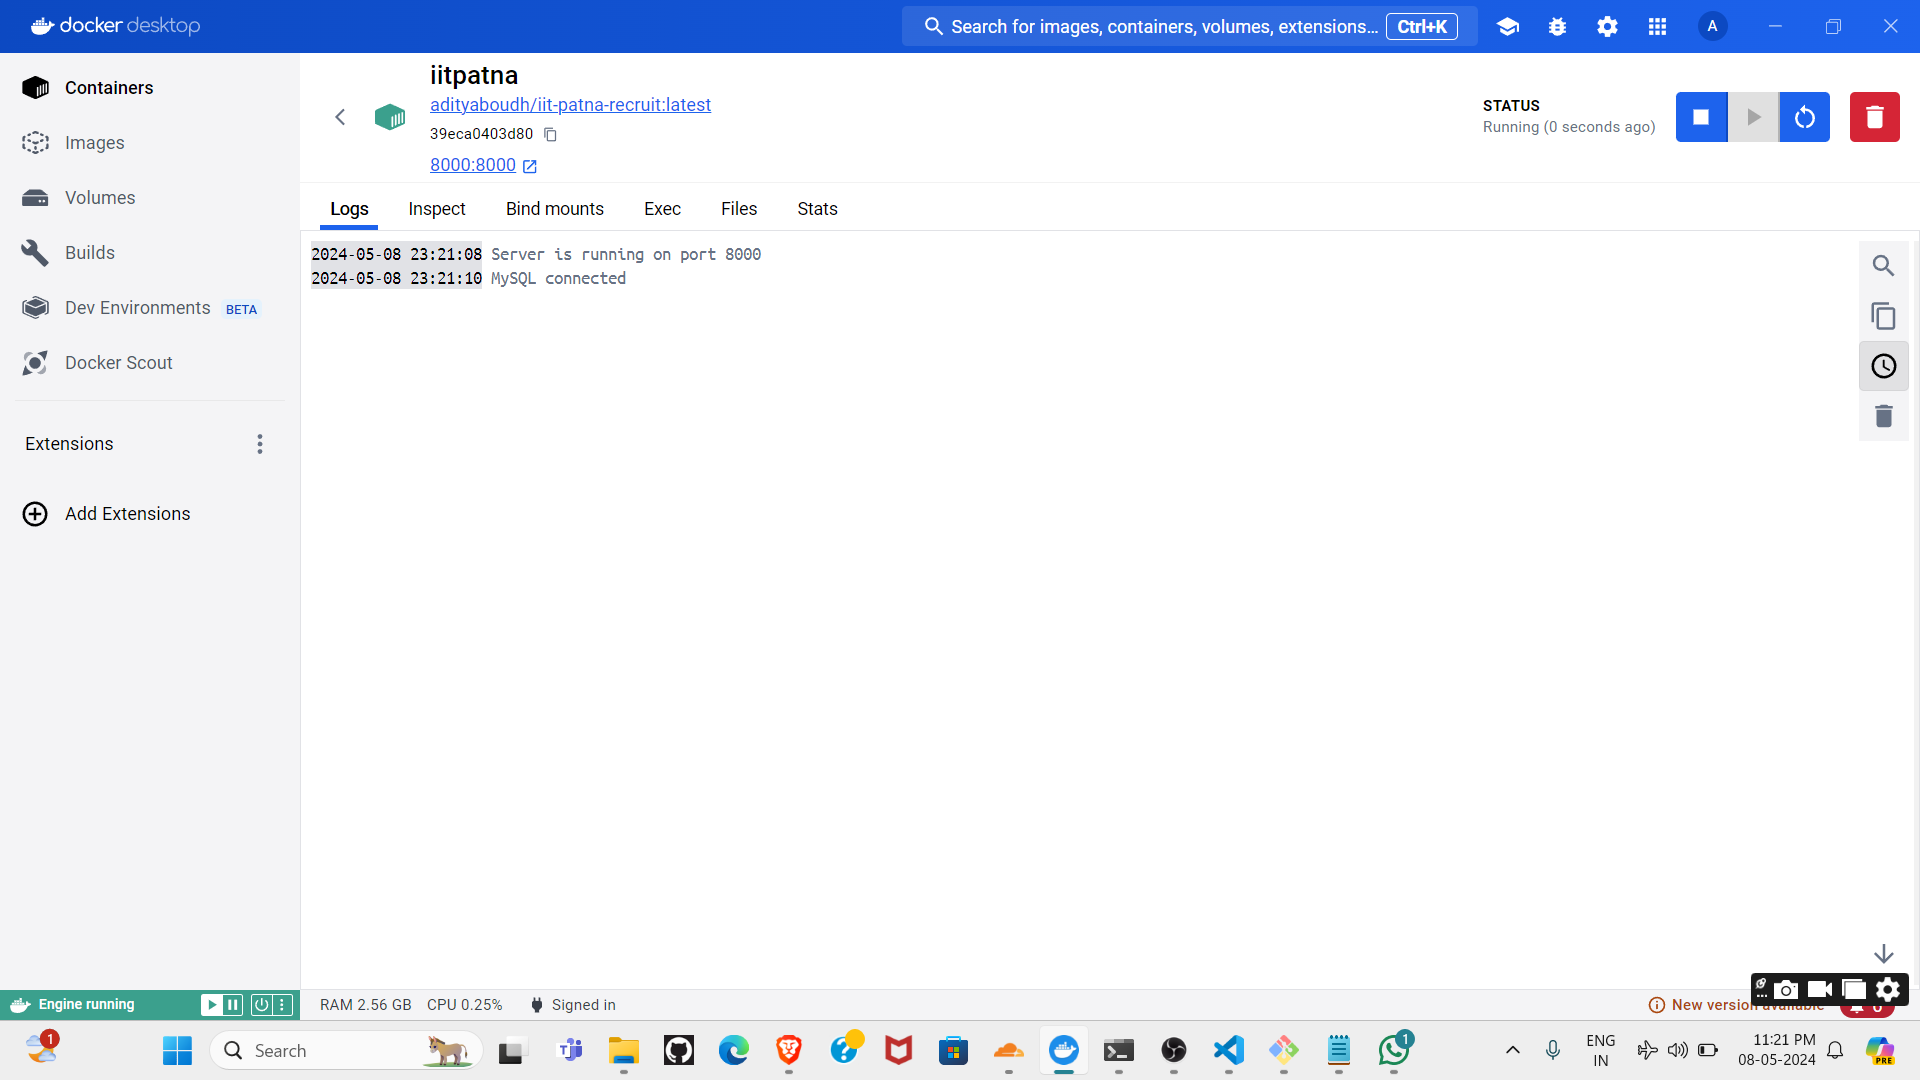 docker desktop
Search for images, containers, volumes, extensions... Ctrl+K
A
Containers
Images
Volumes
Builds
Dev Environments BETA
Docker Scout
Extensions
Add Extensions
iitpatna
adityaboudh/iit-patna-recruit:latest
39eca0403d80
8000:8000
STATUS
Running (0 seconds ago)
Logs Inspect Bind mounts Exec Files Stats
2024-05-08 23:21:08 Server is running on port 8000
2024-05-08 23:21:10 MySQL connected
Engine running
RAM 2.56 GB CPU 0.25% Signed in
New version available
1
Search
1
ENG
IN
11:21 PM
08-05-2024
PRE